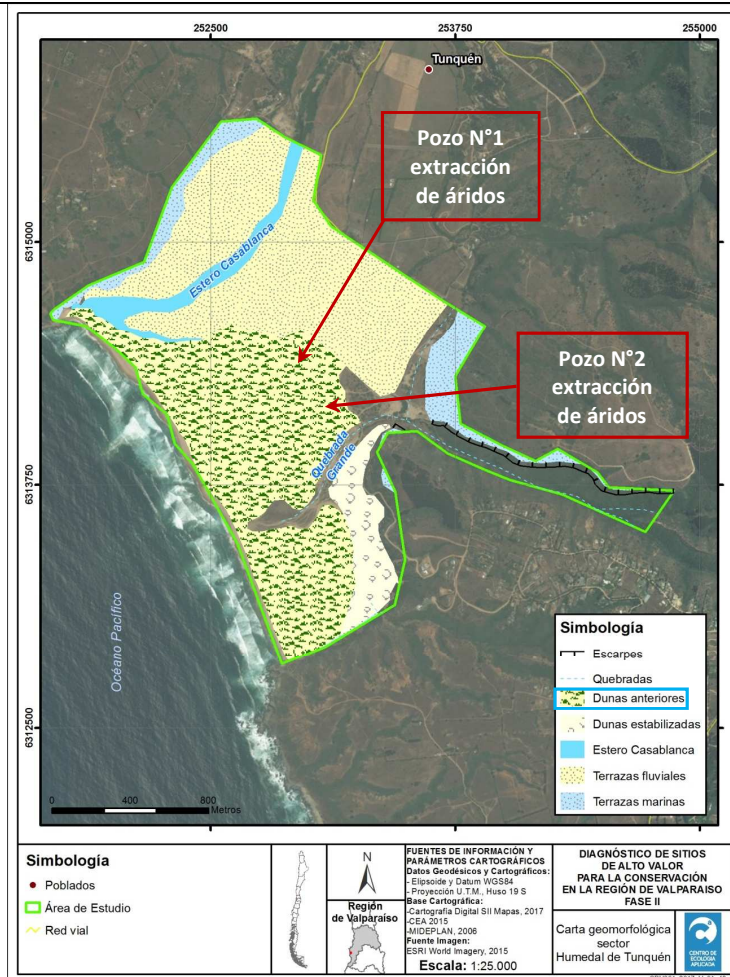 252500
253750
255000
Tunquén
Pozo N°1
extracción
de áridos
6315000
Estero Casablanca
Pozo N°2
extracción
de áridos
Quebrada
Grande
6313750
Océano Pacífico
Simbología
Escarpes
Quebradas
Dunas anteriores
Dunas estabilizadas
Estero Casablanca
Terrazas fluviales
Terrazas marinas
6312500
0 400 800
Metros
Simbología
Poblados
Área de Estudio
Red vial
N
Región
de Valparaíso
FUENTES DE INFORMACIÓN Y
PARÁMETROS CARTOGRÁFICOS
Datos Geodésicos y Cartográficos:
- Elipsoide y Datum WGS84
- Proyección U.T.M., Huso 19 S
Base Cartográfica:
-Cartografía Digital SII Mapas, 2017
-CEA 2015
-MIDEPLAN, 2006
Fuente Imagen:
ESRI World Imagery, 2015
Escala: 1:25.000
DIAGNÓSTICO DE SITIOS
DE ALTO VALOR
PARA LA CONSERVACIÓN
EN LA REGIÓN DE VALPARAISO
FASE II
Carta geomorfológica
sector
Humedal de Tunquén
CENTRO DE
ECOLOGÍA
APLICADA